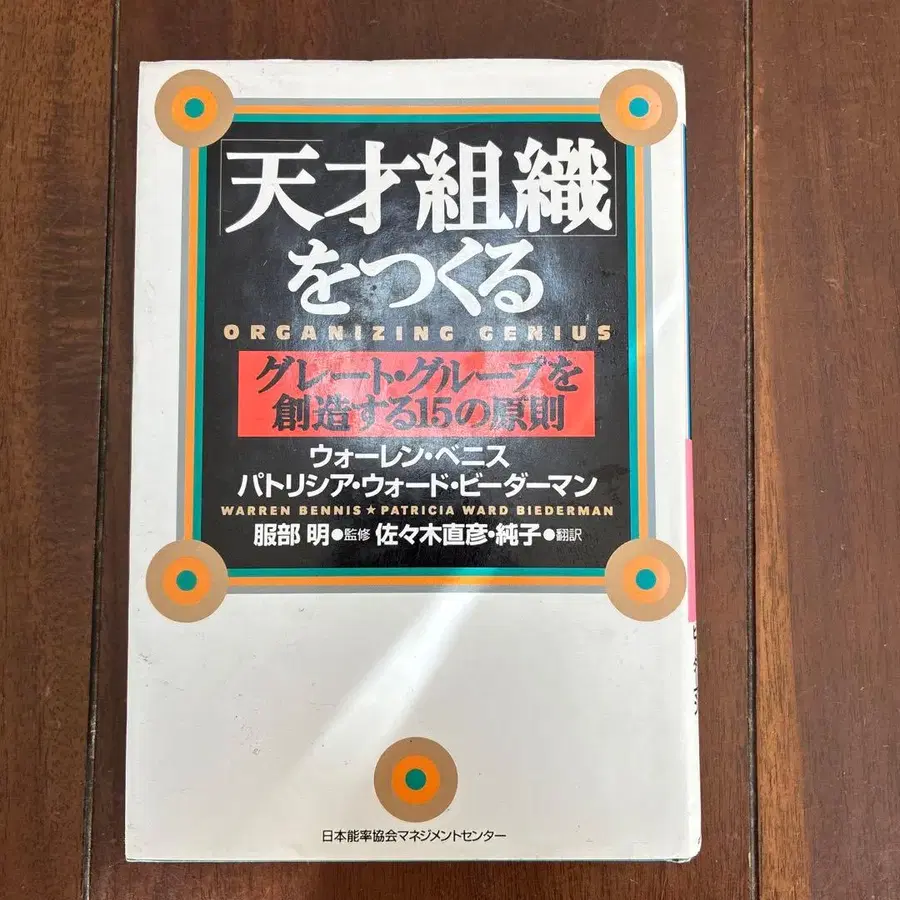 「天才組織」
をつくる
ORGANIZING GENIUS
グレート・グループを
創造する15の原則
ウォーレン・ベニス
パトリシア・ウォード・ビーダーマン
WARREN BENNIS★PATRICIA WARD BIEDERMAN
服部 明●監修 佐々木直彦・純子●翻訳
日本能率協会マネジメントセンター